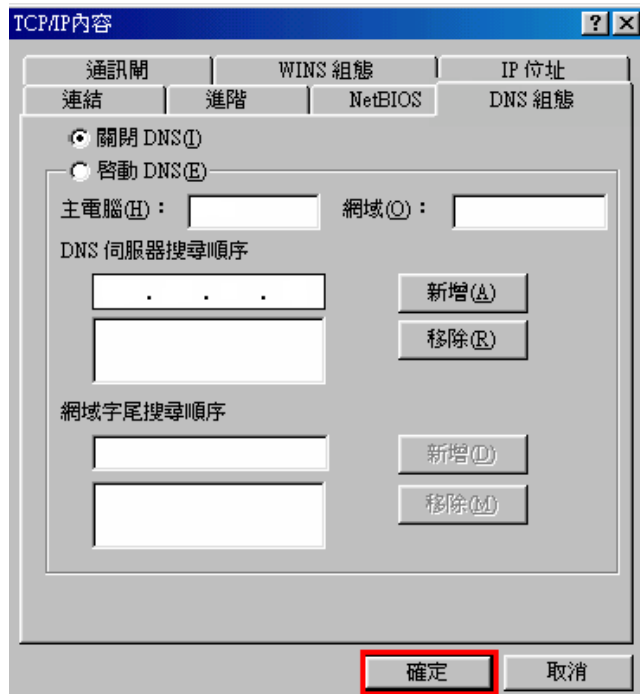 TCP/IP內容
通訊閘 WINS 組態 IP 位址
連結 進階 NetBIOS DNS 組態
關閉 DNS(I)
啓動 DNS(E)
主電腦(H)： 網域(O)：
DNS 伺服器搜尋順序
. . .
新增(A)
移除(R)
網域字尾搜尋順序
新增(D)
移除(M)
確定 取消